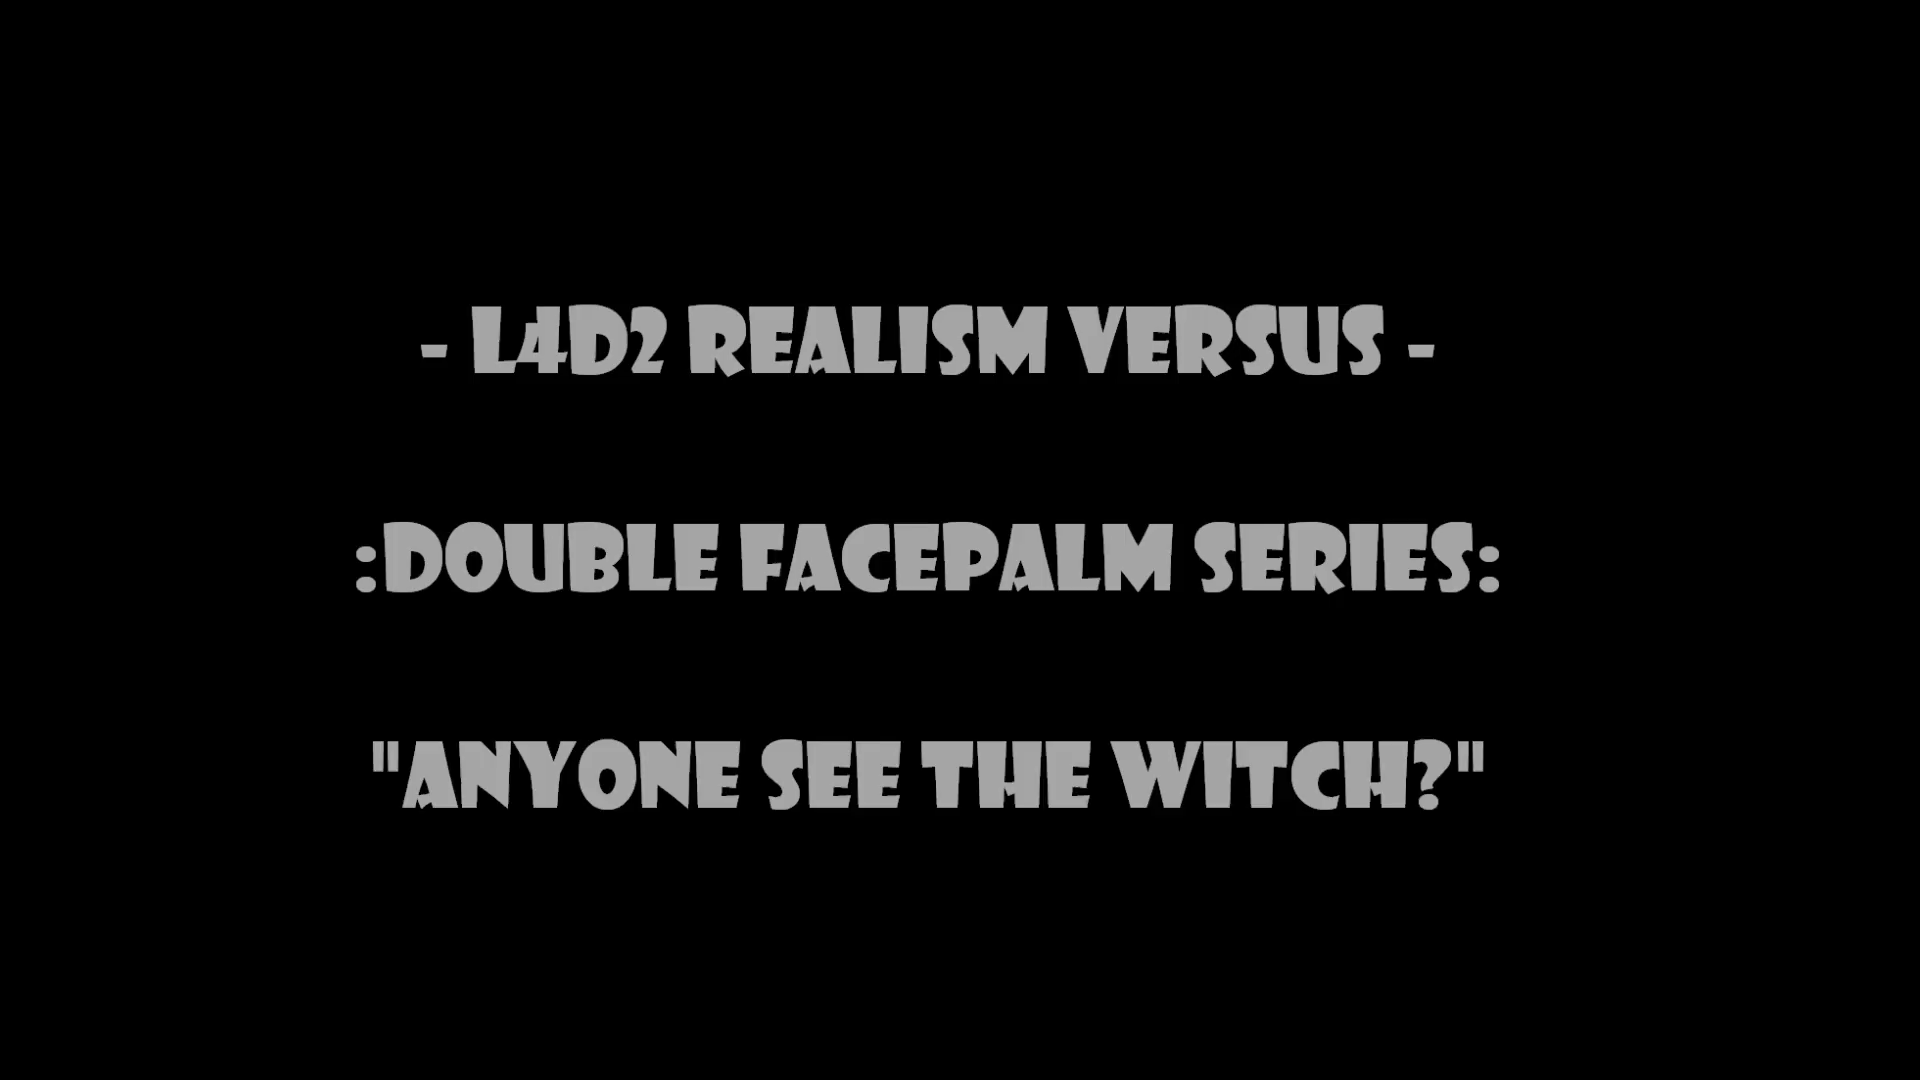 - L4D2 REALISM VERSUS -
:DOUBLE FACEPALM SERIES:
"ANYONE SEE THE WITCH?"